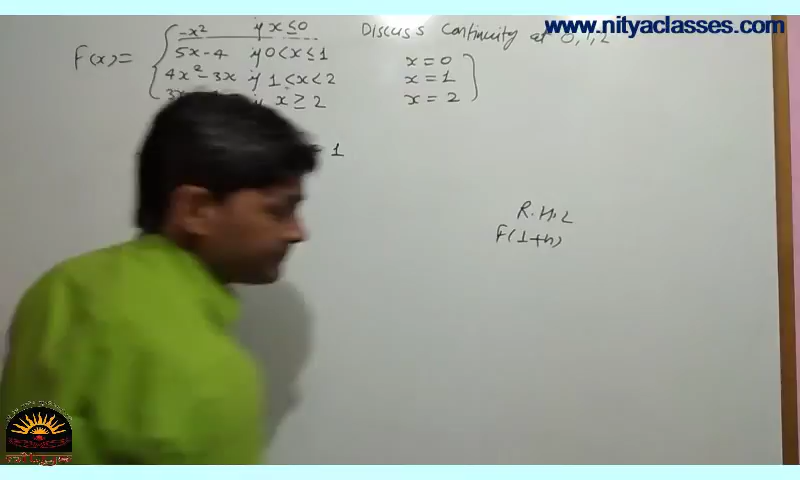 www.nityaclasses.com
Discuss Continuity at 0,1,2
F(x)=
-x² if x≤0
5x-4 if 0<x≤1
4x²-3x if 1<x<2
3x if x≥2
x=0
x=1
x=2
1
R.H.L
F(1+h)